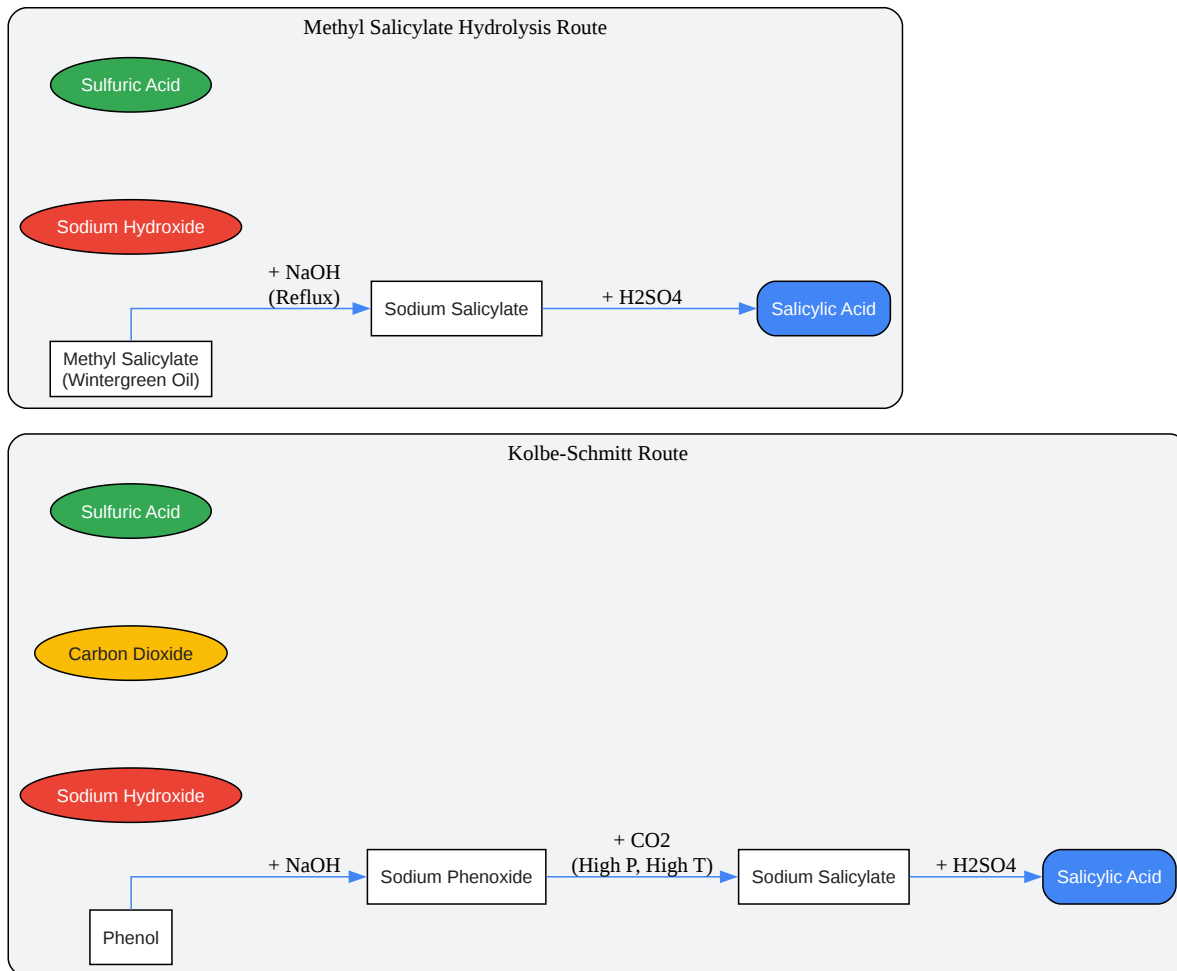 Methyl Salicylate Hydrolysis Route
Sulfuric Acid
Sodium Hydroxide
+ NaOH
(Reflux)
Sodium Salicylate
+ H2SO4
Salicylic Acid
Methyl Salicylate
(Wintergreen Oil)
Kolbe-Schmitt Route
Sulfuric Acid
Carbon Dioxide
Sodium Hydroxide
+ NaOH
Sodium Phenoxide
+ CO2
(High P, High T)
Sodium Salicylate
+ H2SO4
Salicylic Acid
Phenol